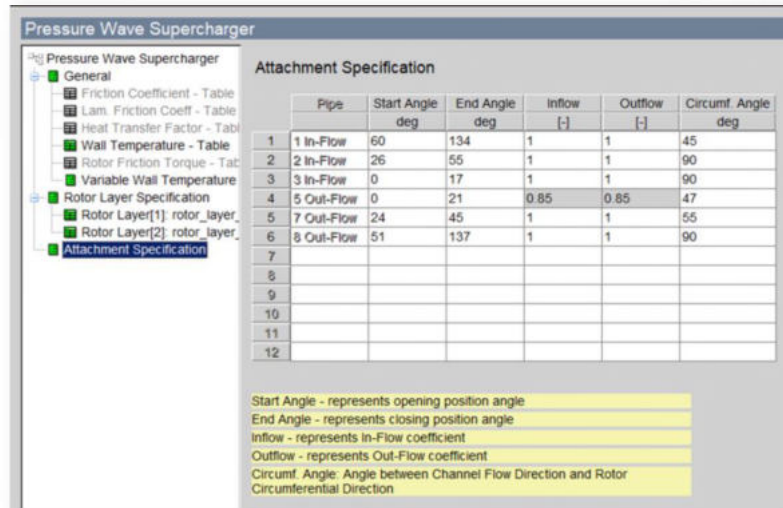 Pressure Wave Supercharger
Pressure Wave Supercharger
General
Friction Coefficient - Table
Lam. Friction Coeff - Table
Heat Transfer Factor - Tabl
Wall Temperature - Table
Rotor Friction Torque - Tab
Variable Wall Temperature
Rotor Layer Specification
Rotor Layer[1]: rotor_layer_
Rotor Layer[2]: rotor_layer_
Attachment Specification
Attachment Specification
Pipe Start Angle End Angle Inflow Outflow Circumf. Angle
deg deg [-] [-] deg
1 1 In-Flow 60 134 1 1 45
2 2 In-Flow 26 55 1 1 90
3 3 In-Flow 0 17 1 1 90
4 5 Out-Flow 0 21 0.85 0.85 47
5 7 Out-Flow 24 45 1 1 55
6 8 Out-Flow 51 137 1 1 90
7
8
9
10
11
12
Start Angle - represents opening position angle
End Angle - represents closing position angle
Inflow - represents In-Flow coefficient
Outflow - represents Out-Flow coefficient
Circumf. Angle: Angle between Channel Flow Direction and Rotor
Circumferential Direction